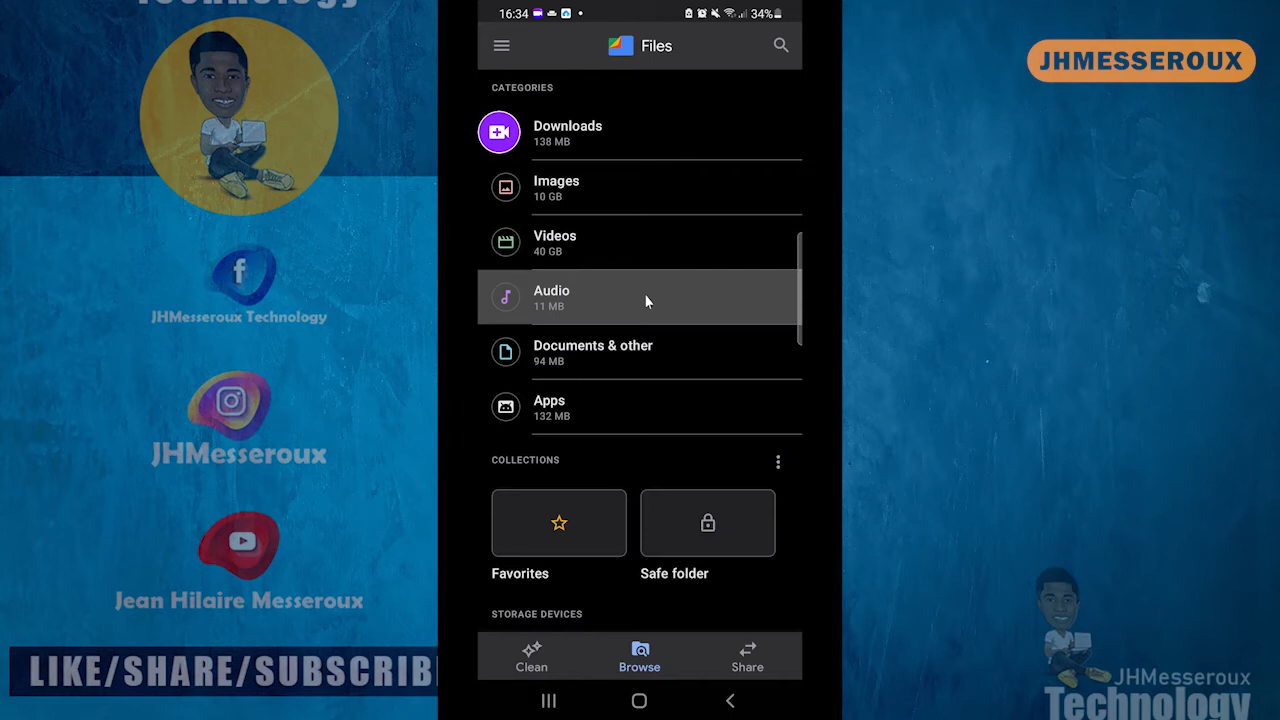 Technology
JHMesseroux Technology
JHMesseroux
Jean Hilaire Messeroux
LIKE/SHARE/SUBSCRIBE
16:34
34%
Files
CATEGORIES
Downloads
138 MB
Images
10 GB
Videos
40 GB
Audio
11 MB
Documents & other
94 MB
Apps
132 MB
COLLECTIONS
Favorites
Safe folder
STORAGE DEVICES
Clean
Browse
Share
JHMESSEROUX
JHMesseroux
Technology